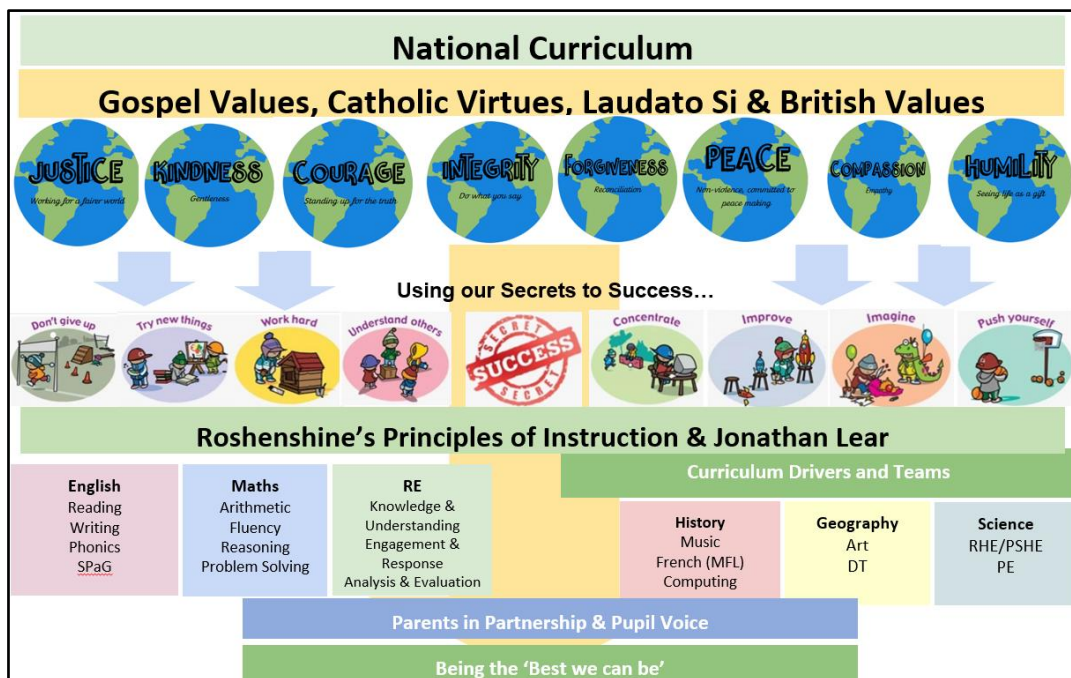 National Curriculum
Gospel Values, Catholic Virtues, Laudato Si & British Values
JUSTICE
Working for a fairer world
KINDNESS
Gentleness
COURAGE
Standing up for the truth
INTEGRITY
Do what you say
FORGIVENESS
Reconciliation
PEACE
Non-violence, committed to
peace making
COMPASSION
Empathy
HUMILITY
Seeing life as a gift
Using our Secrets to Success...
Don't give up
Try new things
Work hard
Understand others
SECRET
SUCCESS
SECRET
Concentrate
Improve
Imagine
Push yourself
Roshenshine's Principles of Instruction & Jonathan Lear
Curriculum Drivers and Teams
English
Reading
Writing
Phonics
SPaG
Maths
Arithmetic
Fluency
Reasoning
Problem Solving
RE
Knowledge &
Understanding
Engagement &
Response
Analysis & Evaluation
History
Music
French (MFL)
Computing
Geography
Art
DT
Science
RHE/PSHE
PE
Parents in Partnership & Pupil Voice
Being the 'Best we can be'